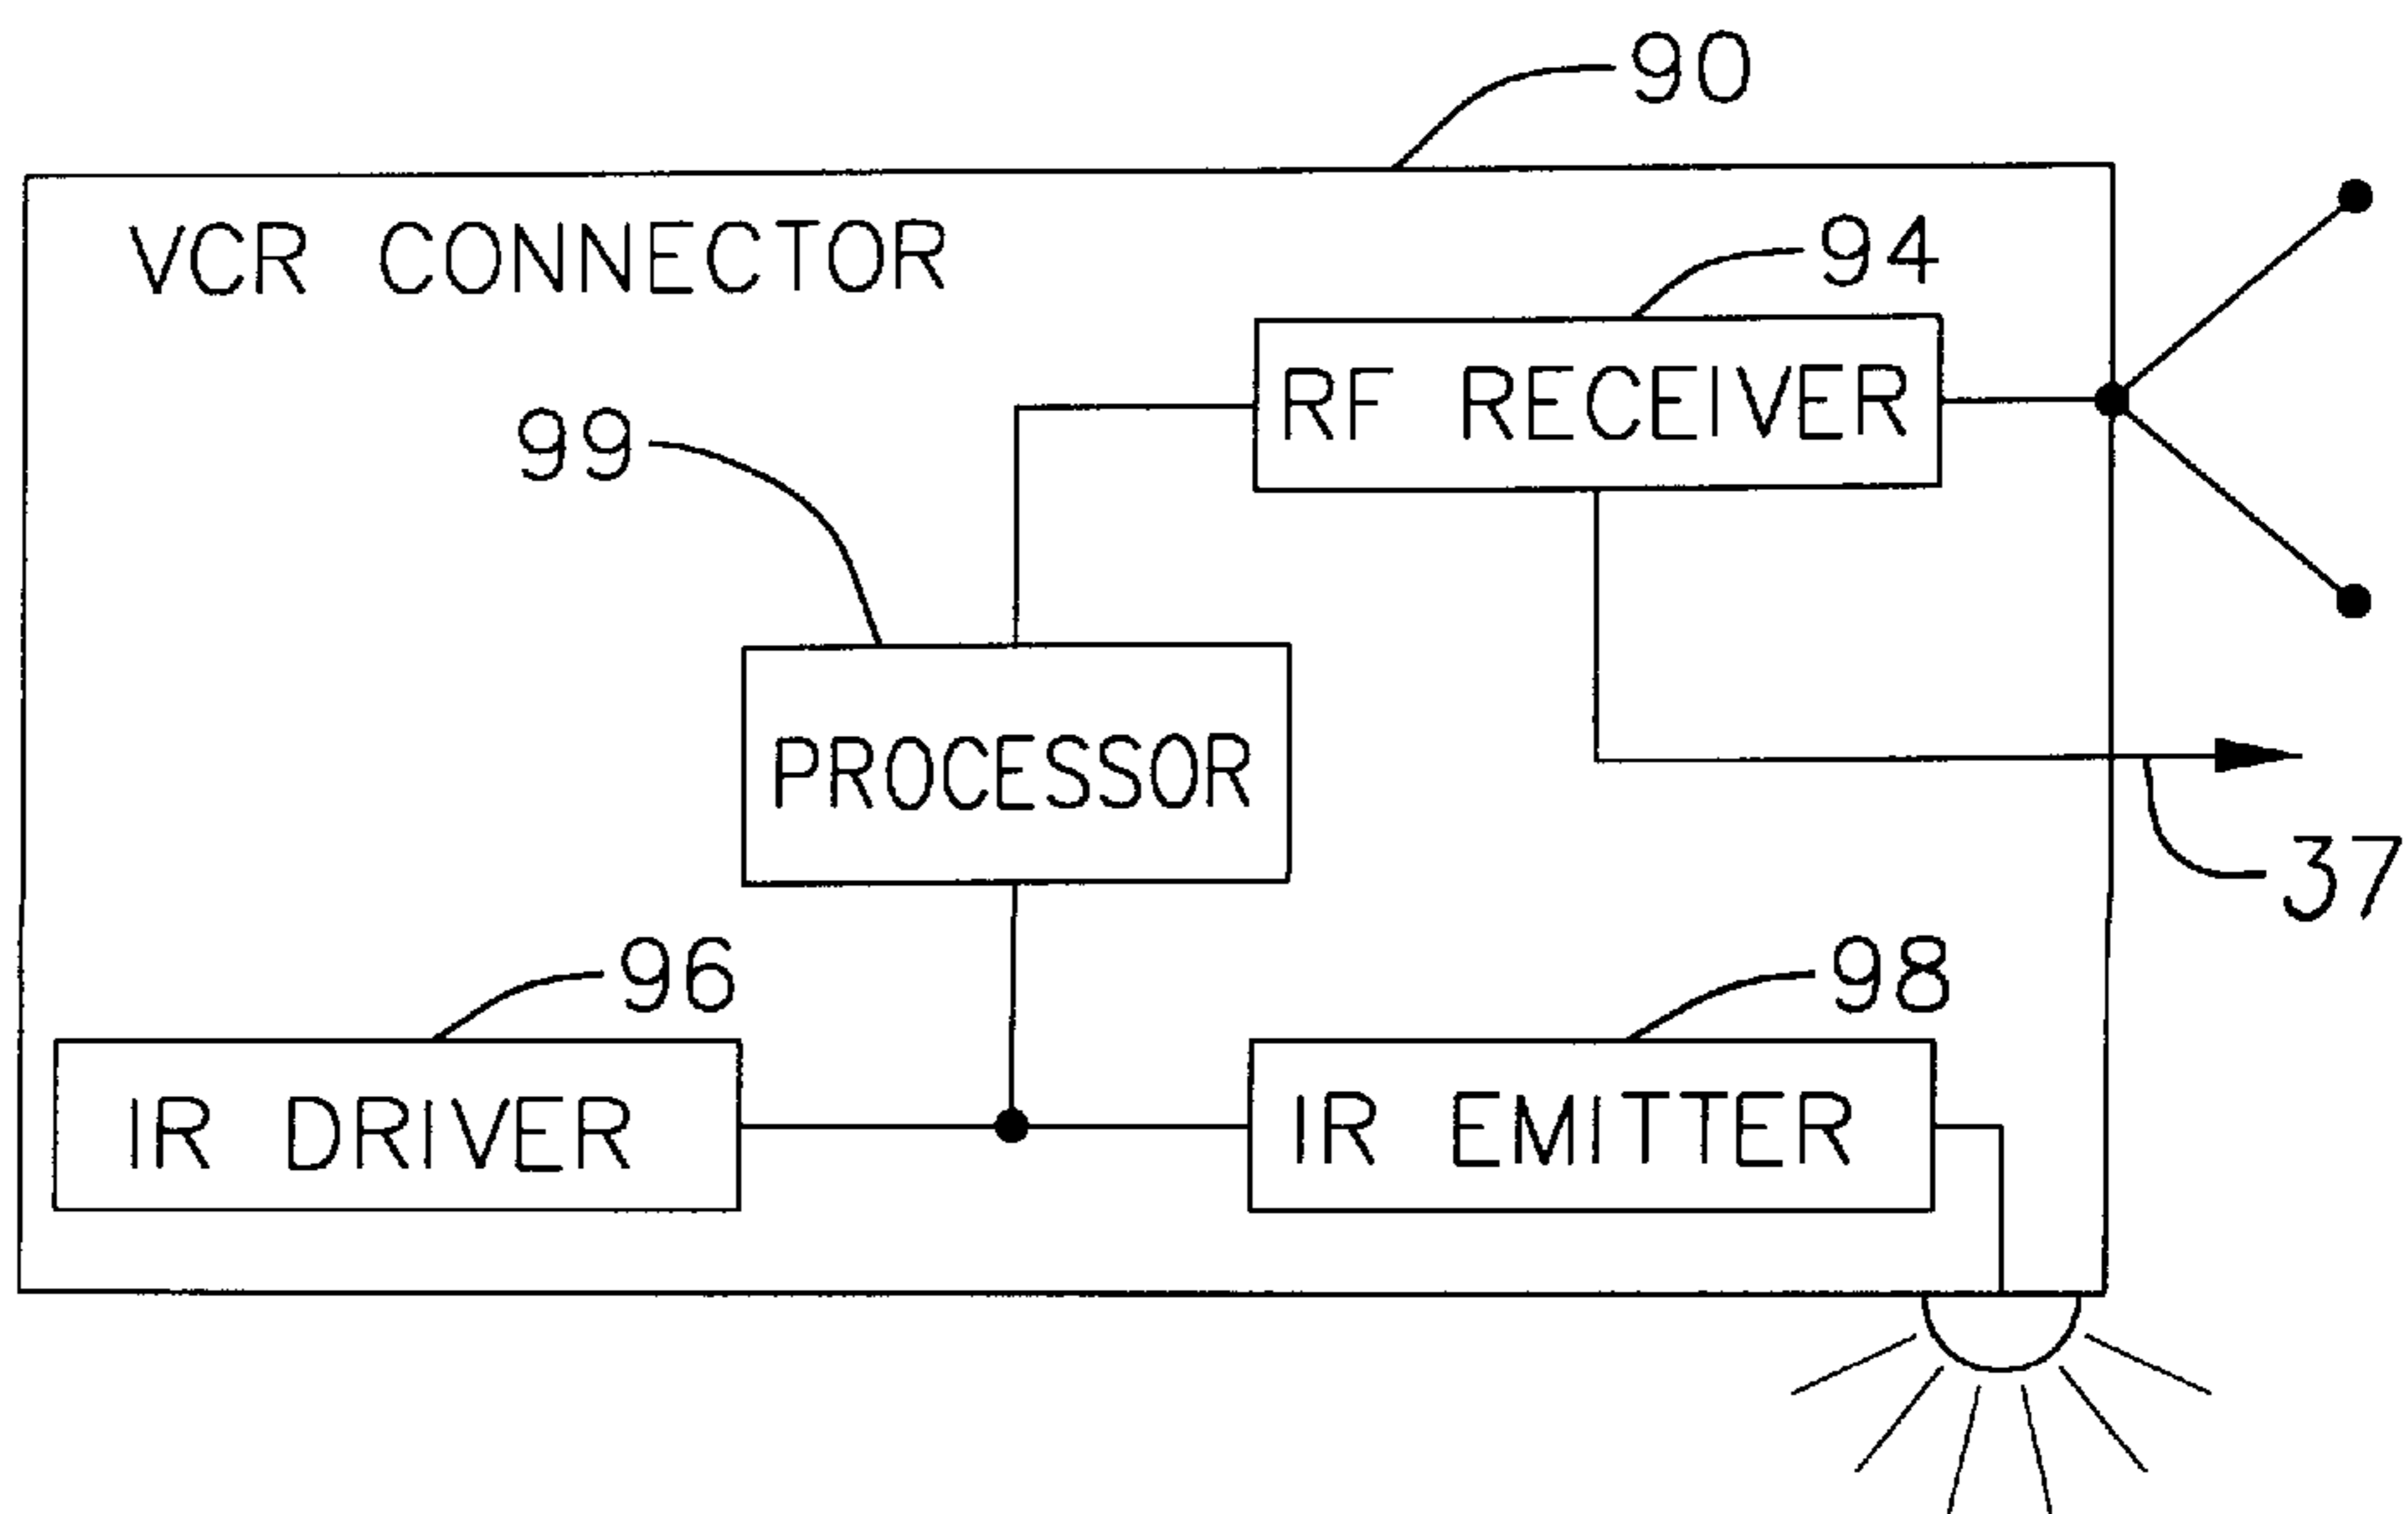 90
VCR CONNECTOR
94
RF RECEIVER
99
PROCESSOR
37
96
98
IR DRIVER
IR EMITTER